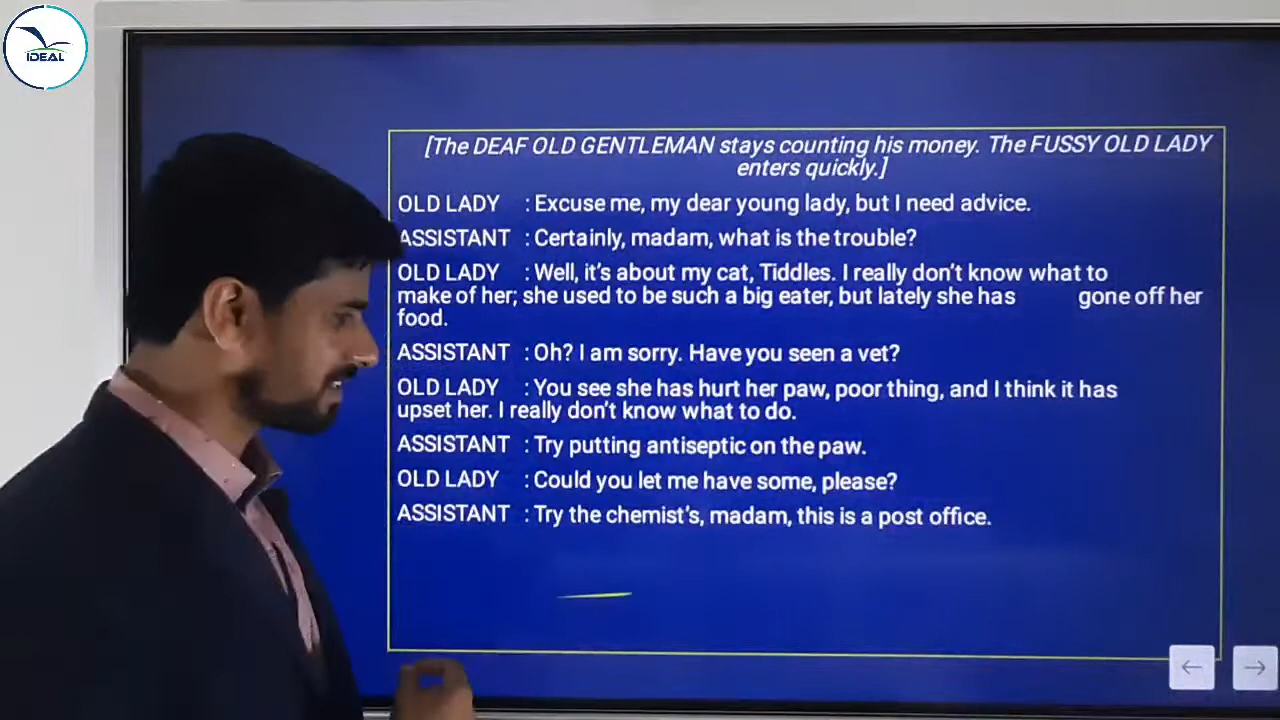 iDEAL
[The DEAF OLD GENTLEMAN stays counting his money. The FUSSY OLD LADY
enters quickly.]
OLD LADY : Excuse me, my dear young lady, but I need advice.
ASSISTANT : Certainly, madam, what is the trouble?
OLD LADY : Well, it's about my cat, Tiddles. I really don't know what to
make of her; she used to be such a big eater, but lately she has gone off her
food.
ASSISTANT : Oh? I am sorry. Have you seen a vet?
OLD LADY : You see she has hurt her paw, poor thing, and I think it has
upset her. I really don't know what to do.
ASSISTANT : Try putting antiseptic on the paw.
OLD LADY : Could you let me have some, please?
ASSISTANT : Try the chemist's, madam, this is a post office.